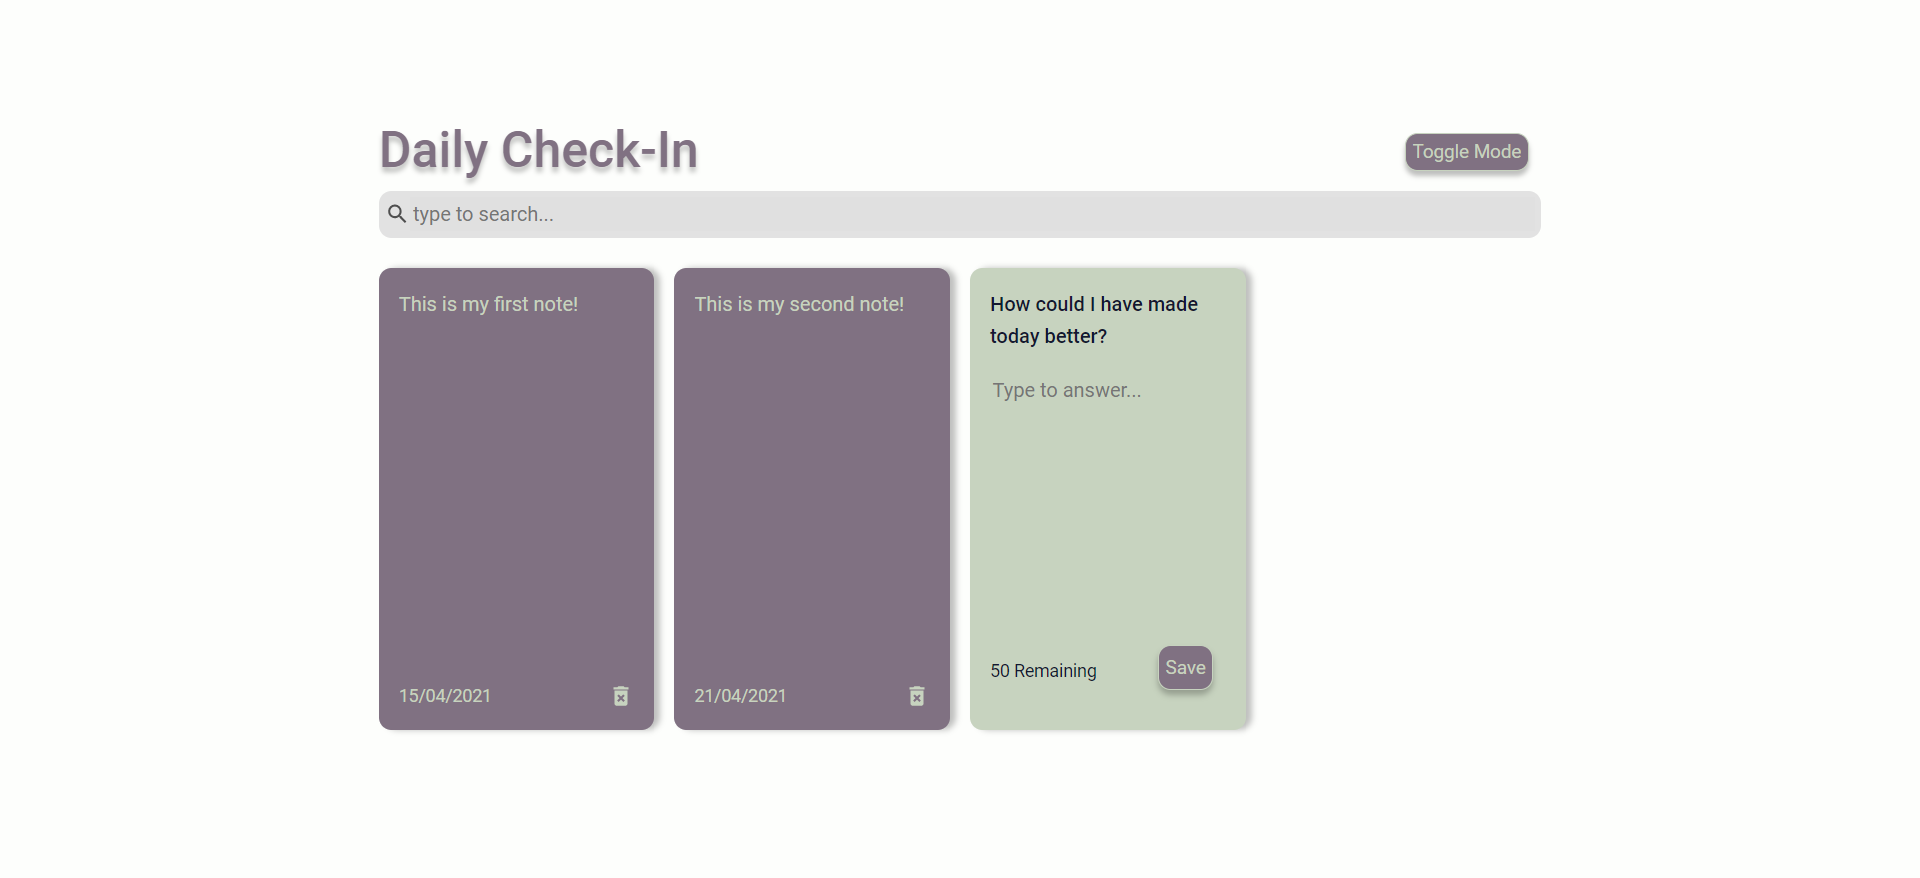 Daily Check-In
Toggle Mode
type to search...
This is my first note!
15/04/2021
This is my second note!
21/04/2021
How could I have made
today better?
Type to answer...
50 Remaining
Save